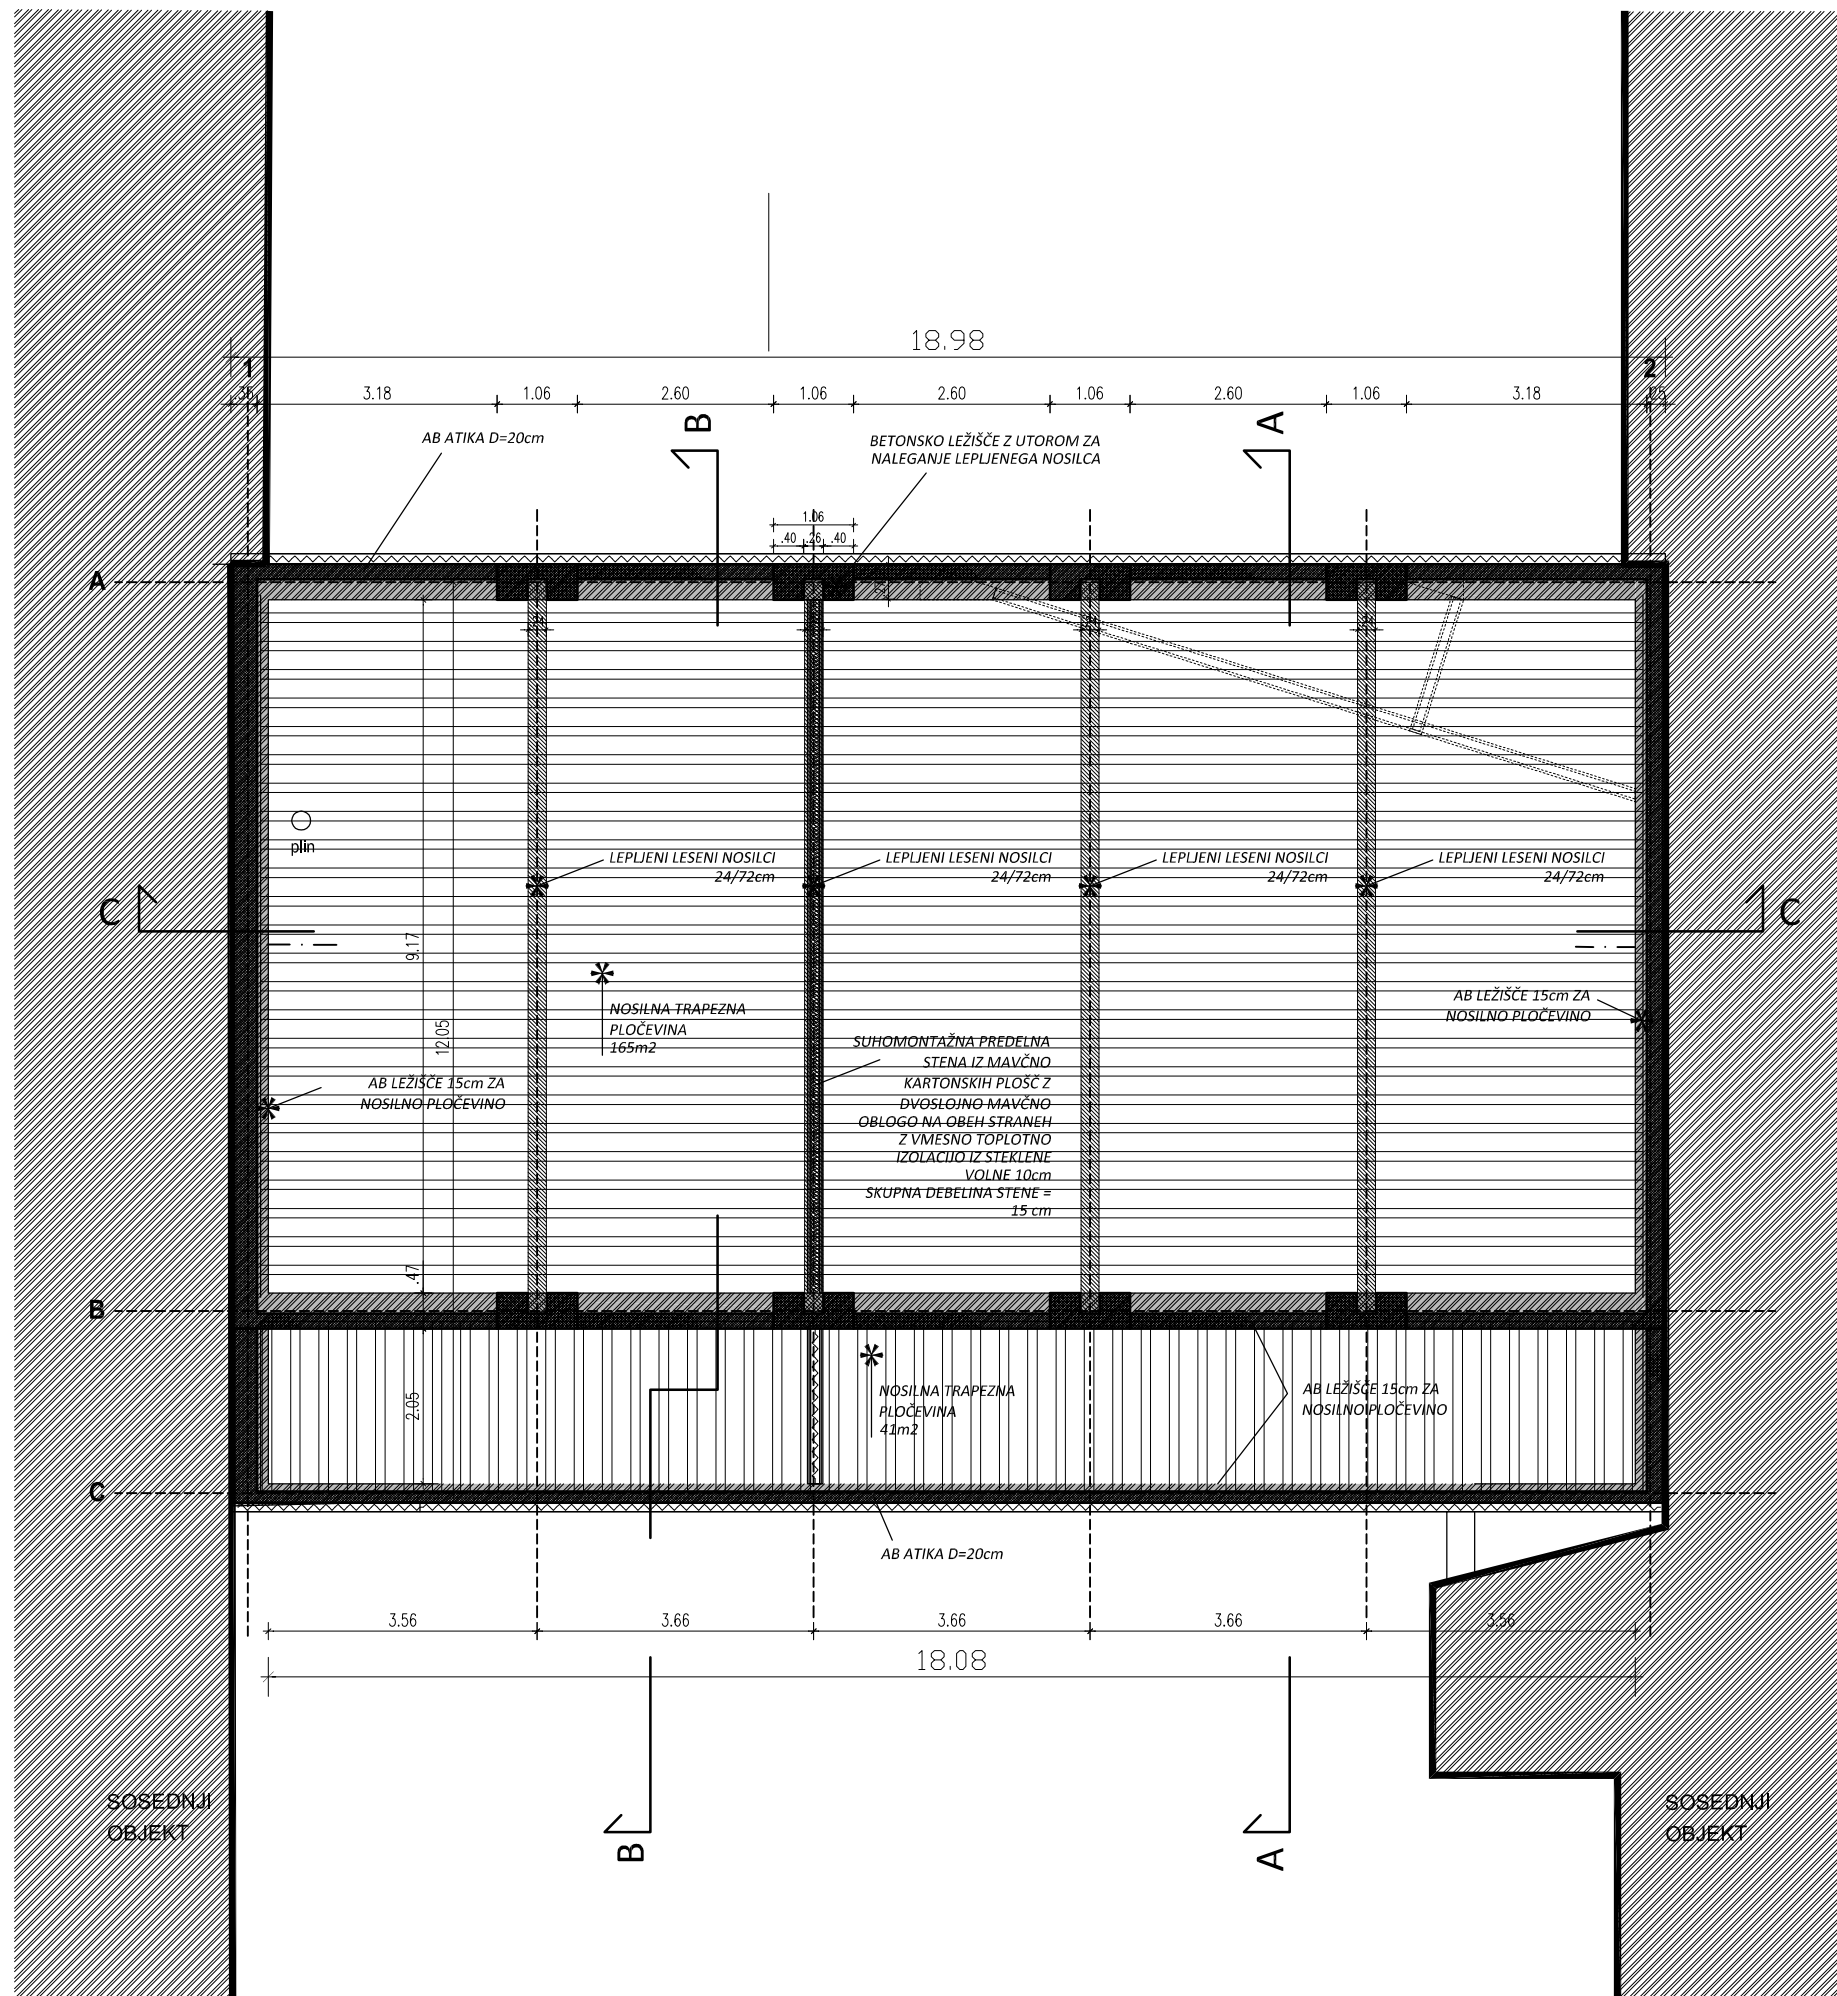 18.98
1
2
.35
3.18
1.06
2.60
1.06
2.60
1.06
2.60
1.06
3.18
.25
B
A
AB ATIKA D=20cm
BETONSKO LEŽIŠČE Z UTOROM ZA
NALEGANJE LEPLJENEGA NOSILCA
1.06
.40
.26
.40
A
plin
LEPLJENI LESENI NOSILCI
24/72cm
LEPLJENI LESENI NOSILCI
24/72cm
LEPLJENI LESENI NOSILCI
24/72cm
LEPLJENI LESENI NOSILCI
24/72cm
C
C
9.17
12.05
NOSILNA TRAPEZNA
PLOČEVINA
165m2
AB LEŽIŠČE 15cm ZA
NOSILNO PLOČEVINO
SUHOMONTAŽNA PREDELNA
STENA IZ MAVČNO
KARTONSKIH PLOŠČ Z
DVOSLOJNO MAVČNO
OBLOGO NA OBEH STRANEH
Z VMESNO TOPLOTNO
IZOLACIJO IZ STEKLENE
VOLNE 10cm
SKUPNA DEBELINA STENE =
15 cm
AB LEŽIŠČE 15cm ZA
NOSILNO PLOČEVINO
.47
B
2.05
NOSILNA TRAPEZNA
PLOČEVINA
41m2
AB LEŽIŠČE 15cm ZA
NOSILNO PLOČEVINO
C
AB ATIKA D=20cm
3.56
3.66
3.66
3.66
3.56
18.08
SOSEDNJI
OBJEKT
B
A
SOSEDNJI
OBJEKT